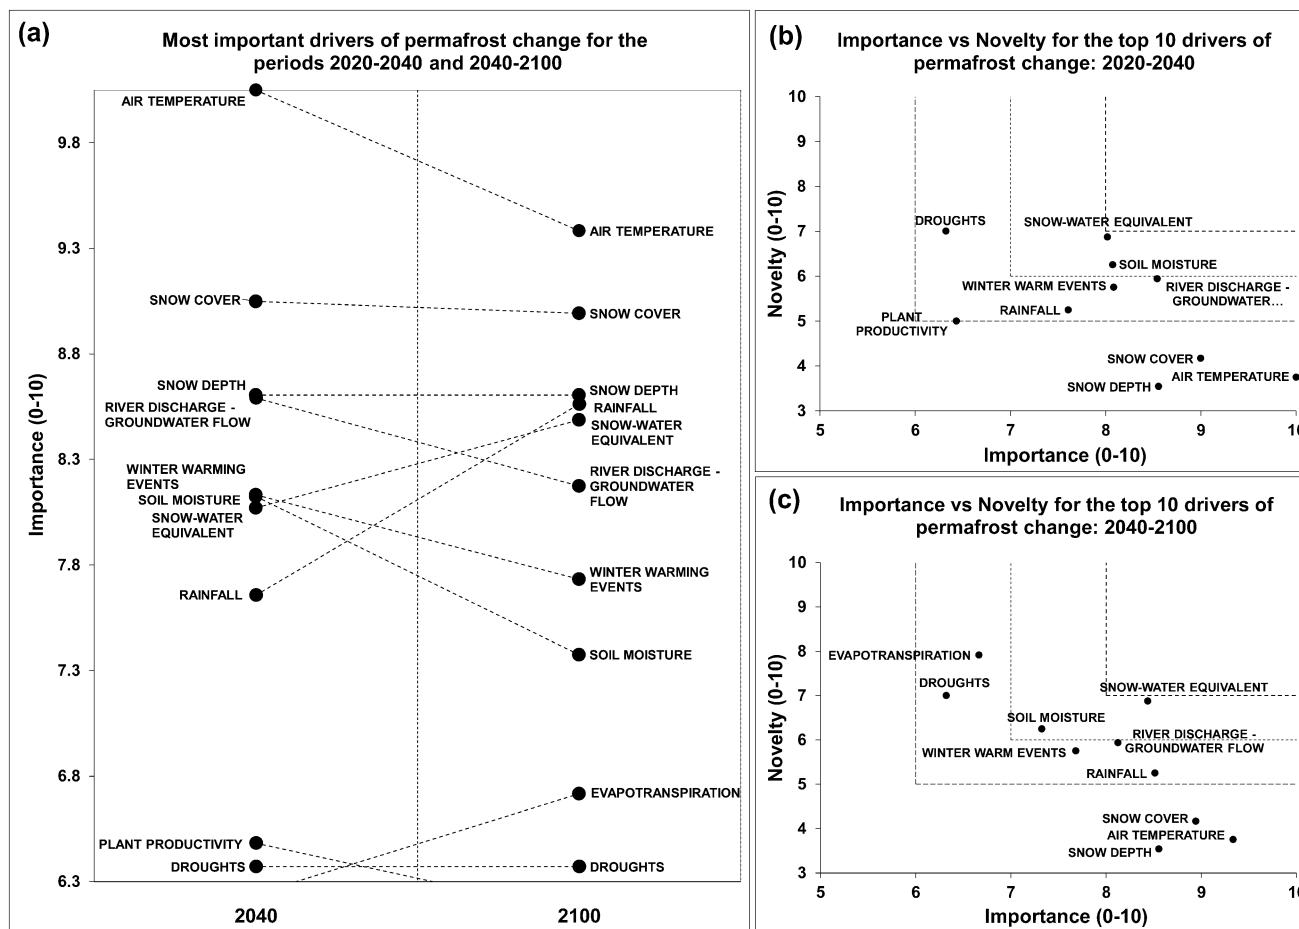 (a)
Most important drivers of permafrost change for the
periods 2020-2040 and 2040-2100
Importance (0-10)
9.8
9.3
8.8
8.3
7.8
7.3
6.8
6.3
AIR TEMPERATURE
SNOW COVER
SNOW DEPTH
RIVER DISCHARGE -
GROUNDWATER FLOW
WINTER WARMING
EVENTS
SOIL MOISTURE
SNOW-WATER
EQUIVALENT
RAINFALL
PLANT PRODUCTIVITY
DROUGHTS
AIR TEMPERATURE
SNOW COVER
SNOW DEPTH
RAINFALL
SNOW-WATER
EQUIVALENT
RIVER DISCHARGE -
GROUNDWATER
FLOW
WINTER WARMING
EVENTS
SOIL MOISTURE
EVAPOTRANSPIRATION
DROUGHTS
2040
2100
(b)
Importance vs Novelty for the top 10 drivers of
permafrost change: 2020-2040
Novelty (0-10)
10
9
8
7
6
5
4
3
DROUGHTS
SNOW-WATER EQUIVALENT
SOIL MOISTURE
WINTER WARM EVENTS
RIVER DISCHARGE -
GROUNDWATER...
RAINFALL
PLANT
PRODUCTIVITY
SNOW COVER
AIR TEMPERATURE
SNOW DEPTH
5
6
7
8
9
10
Importance (0-10)
(c)
Importance vs Novelty for the top 10 drivers of
permafrost change: 2040-2100
Novelty (0-10)
10
9
8
7
6
5
4
3
EVAPOTRANSPIRATION
DROUGHTS
SNOW-WATER EQUIVALENT
SOIL MOISTURE
RIVER DISCHARGE -
GROUNDWATER FLOW
WINTER WARM EVENTS
RAINFALL
SNOW COVER
AIR TEMPERATURE
SNOW DEPTH
5
6
7
8
9
10
Importance (0-10)